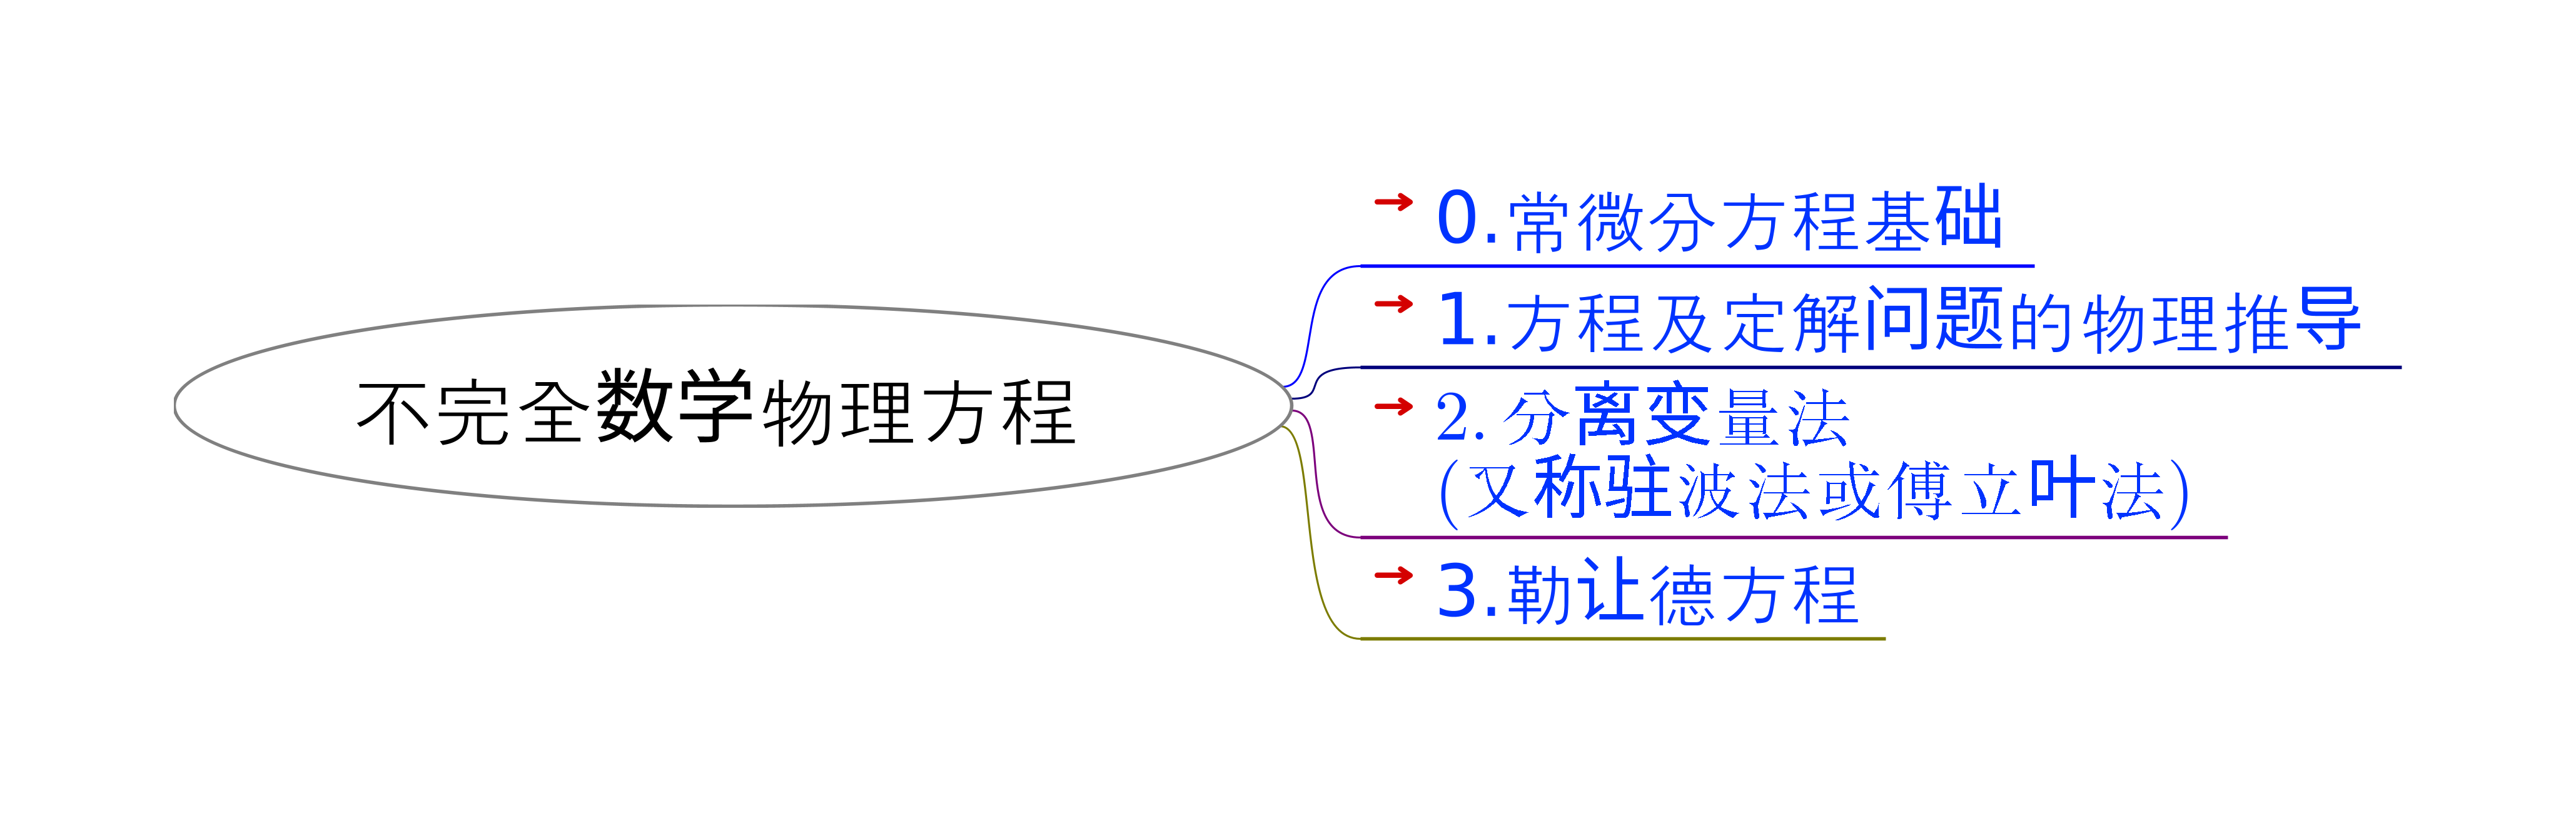 不完全数学物理方程
0.常微分方程基础
1.方程及定解问题的物理推导
2. 分离变量法
(又称驻波法或傅立叶法)
3.勒让德方程